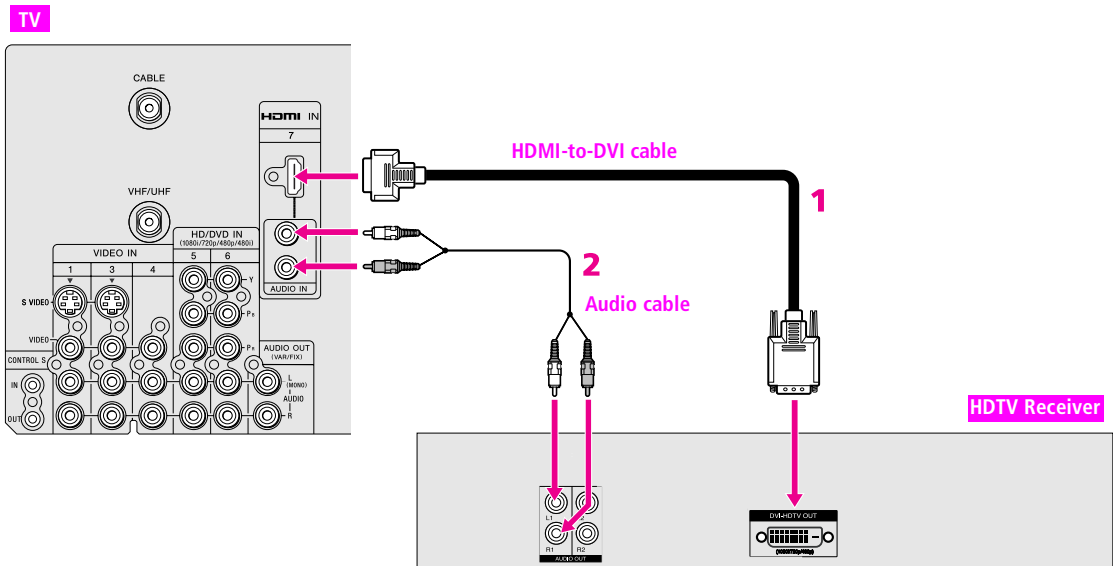 TV
CABLE
HDMI IN
7
HDMI-to-DVI cable
1
VHF/UHF
HD/DVD IN
(1080i/720p/480p/480i)
VIDEO IN
5 6
1 3 4
AUDIO IN
Y
2
S VIDEO
PB
Audio cable
VIDEO
PR
AUDIO OUT
(VAR/FIX)
CONTROL S
L
(MONO)
IN
AUDIO
R
OUT
HDTV Receiver
L1
R1 R2
AUDIO OUT
DVI-HDTV OUT